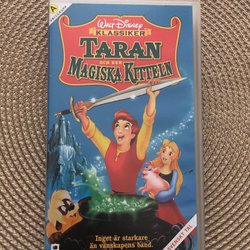 WALT DISNEY
KLASSIKER
TARAN
OCH DEN
MAGISKA KITTELN
Inget är starkare
än vänskapens band.